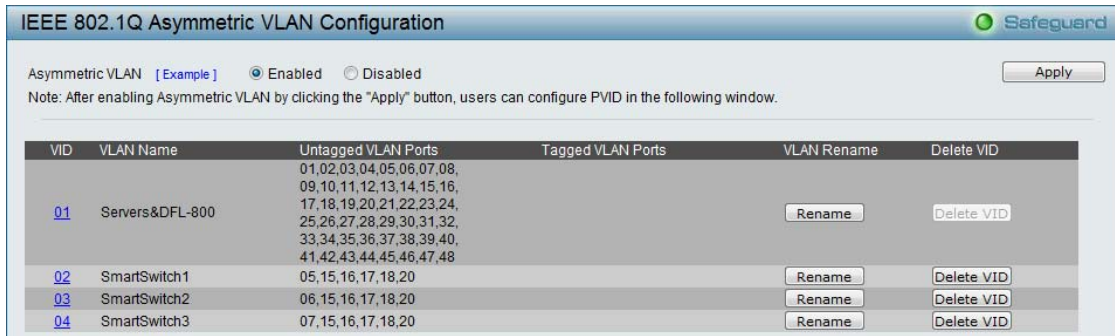 IEEE 802.1Q Asymmetric VLAN Configuration Safeguard
Asymmetric VLAN [ Example ] Enabled Disabled Apply
Note: After enabling Asymmetric VLAN by clicking the "Apply" button, users can configure PVID in the following window.
VID VLAN Name Untagged VLAN Ports Tagged VLAN Ports VLAN Rename Delete VID
01,02,03,04,05,06,07,08,
09,10,11,12,13,14,15,16,
01 Servers&DFL-800 17,18,19,20,21,22,23,24, Rename Delete VID
25,26,27,28,29,30,31,32,
33,34,35,36,37,38,39,40,
41,42,43,44,45,46,47,48
02 SmartSwitch1 05,15,16,17,18,20 Rename Delete VID
03 SmartSwitch2 06,15,16,17,18,20 Rename Delete VID
04 SmartSwitch3 07,15,16,17,18,20 Rename Delete VID